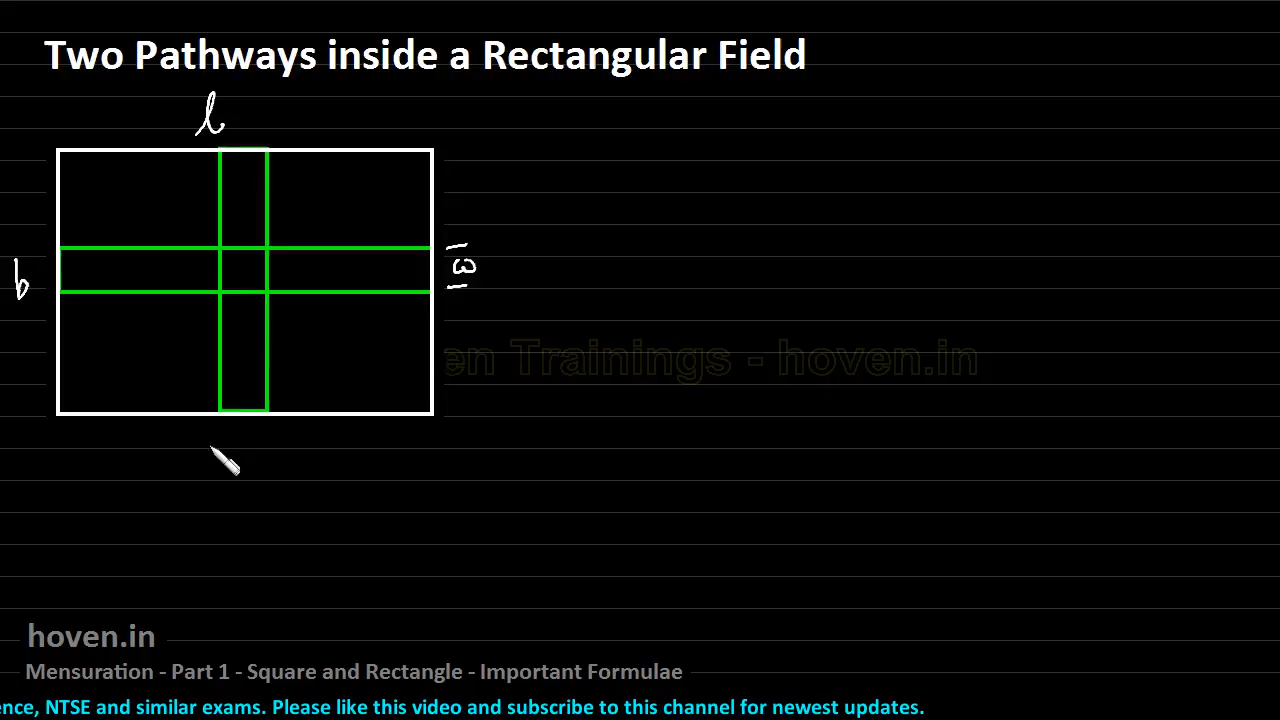 Two Pathways inside a Rectangular Field
l
b
ω
en Trainings - hoven.in
hoven.in
Mensuration - Part 1 - Square and Rectangle - Important Formulae
ence, NTSE and similar exams. Please like this video and subscribe to this channel for newest updates.